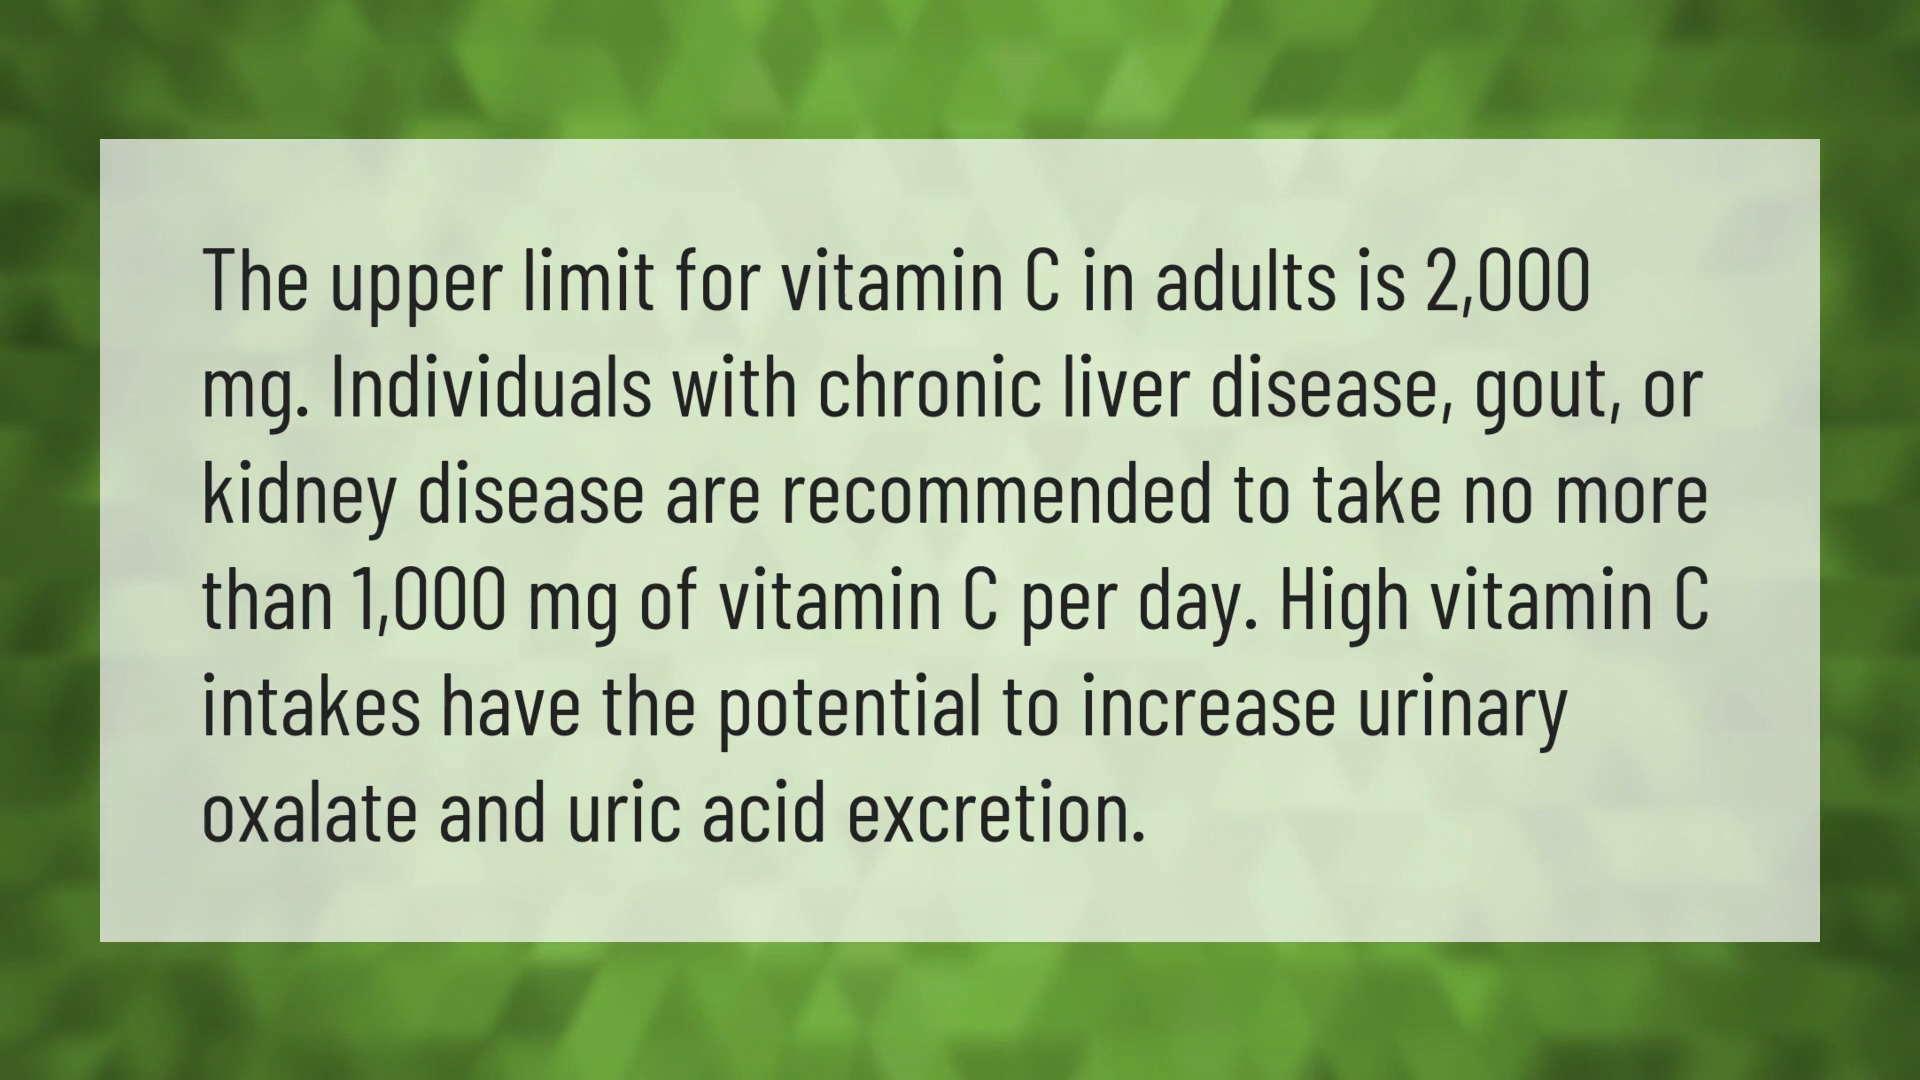 The upper limit for vitamin C in adults is 2,000
mg. Individuals with chronic liver disease, gout, or
kidney disease are recommended to take no more
than 1,000 mg of vitamin C per day. High vitamin C
intakes have the potential to increase urinary
oxalate and uric acid excretion.